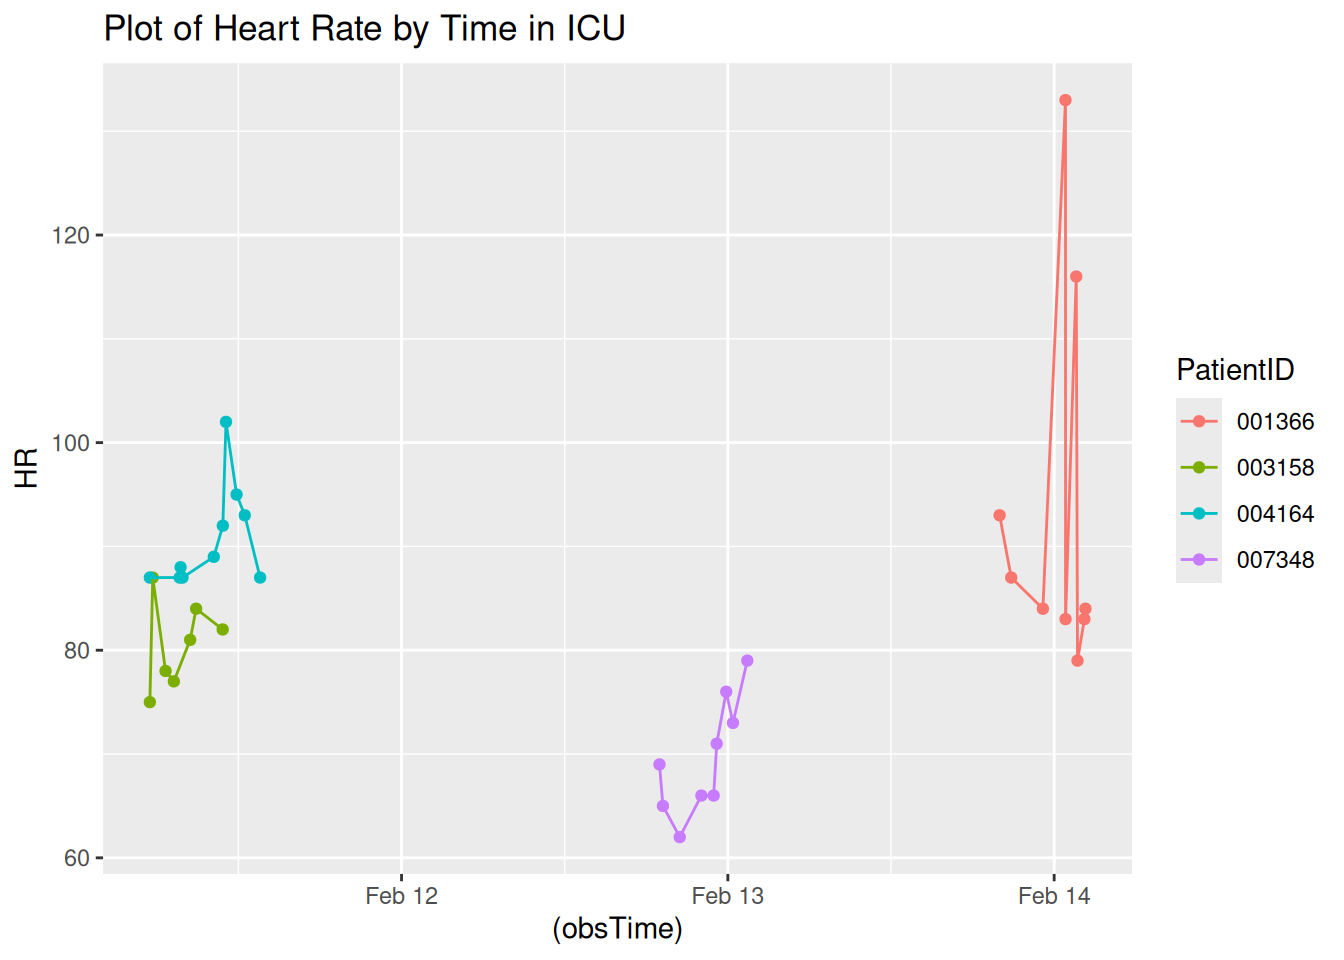 Plot of Heart Rate by Time in ICU
HR
120
100
80
60
Feb 12
Feb 13
Feb 14
(obsTime)
PatientID
001366
003158
004164
007348